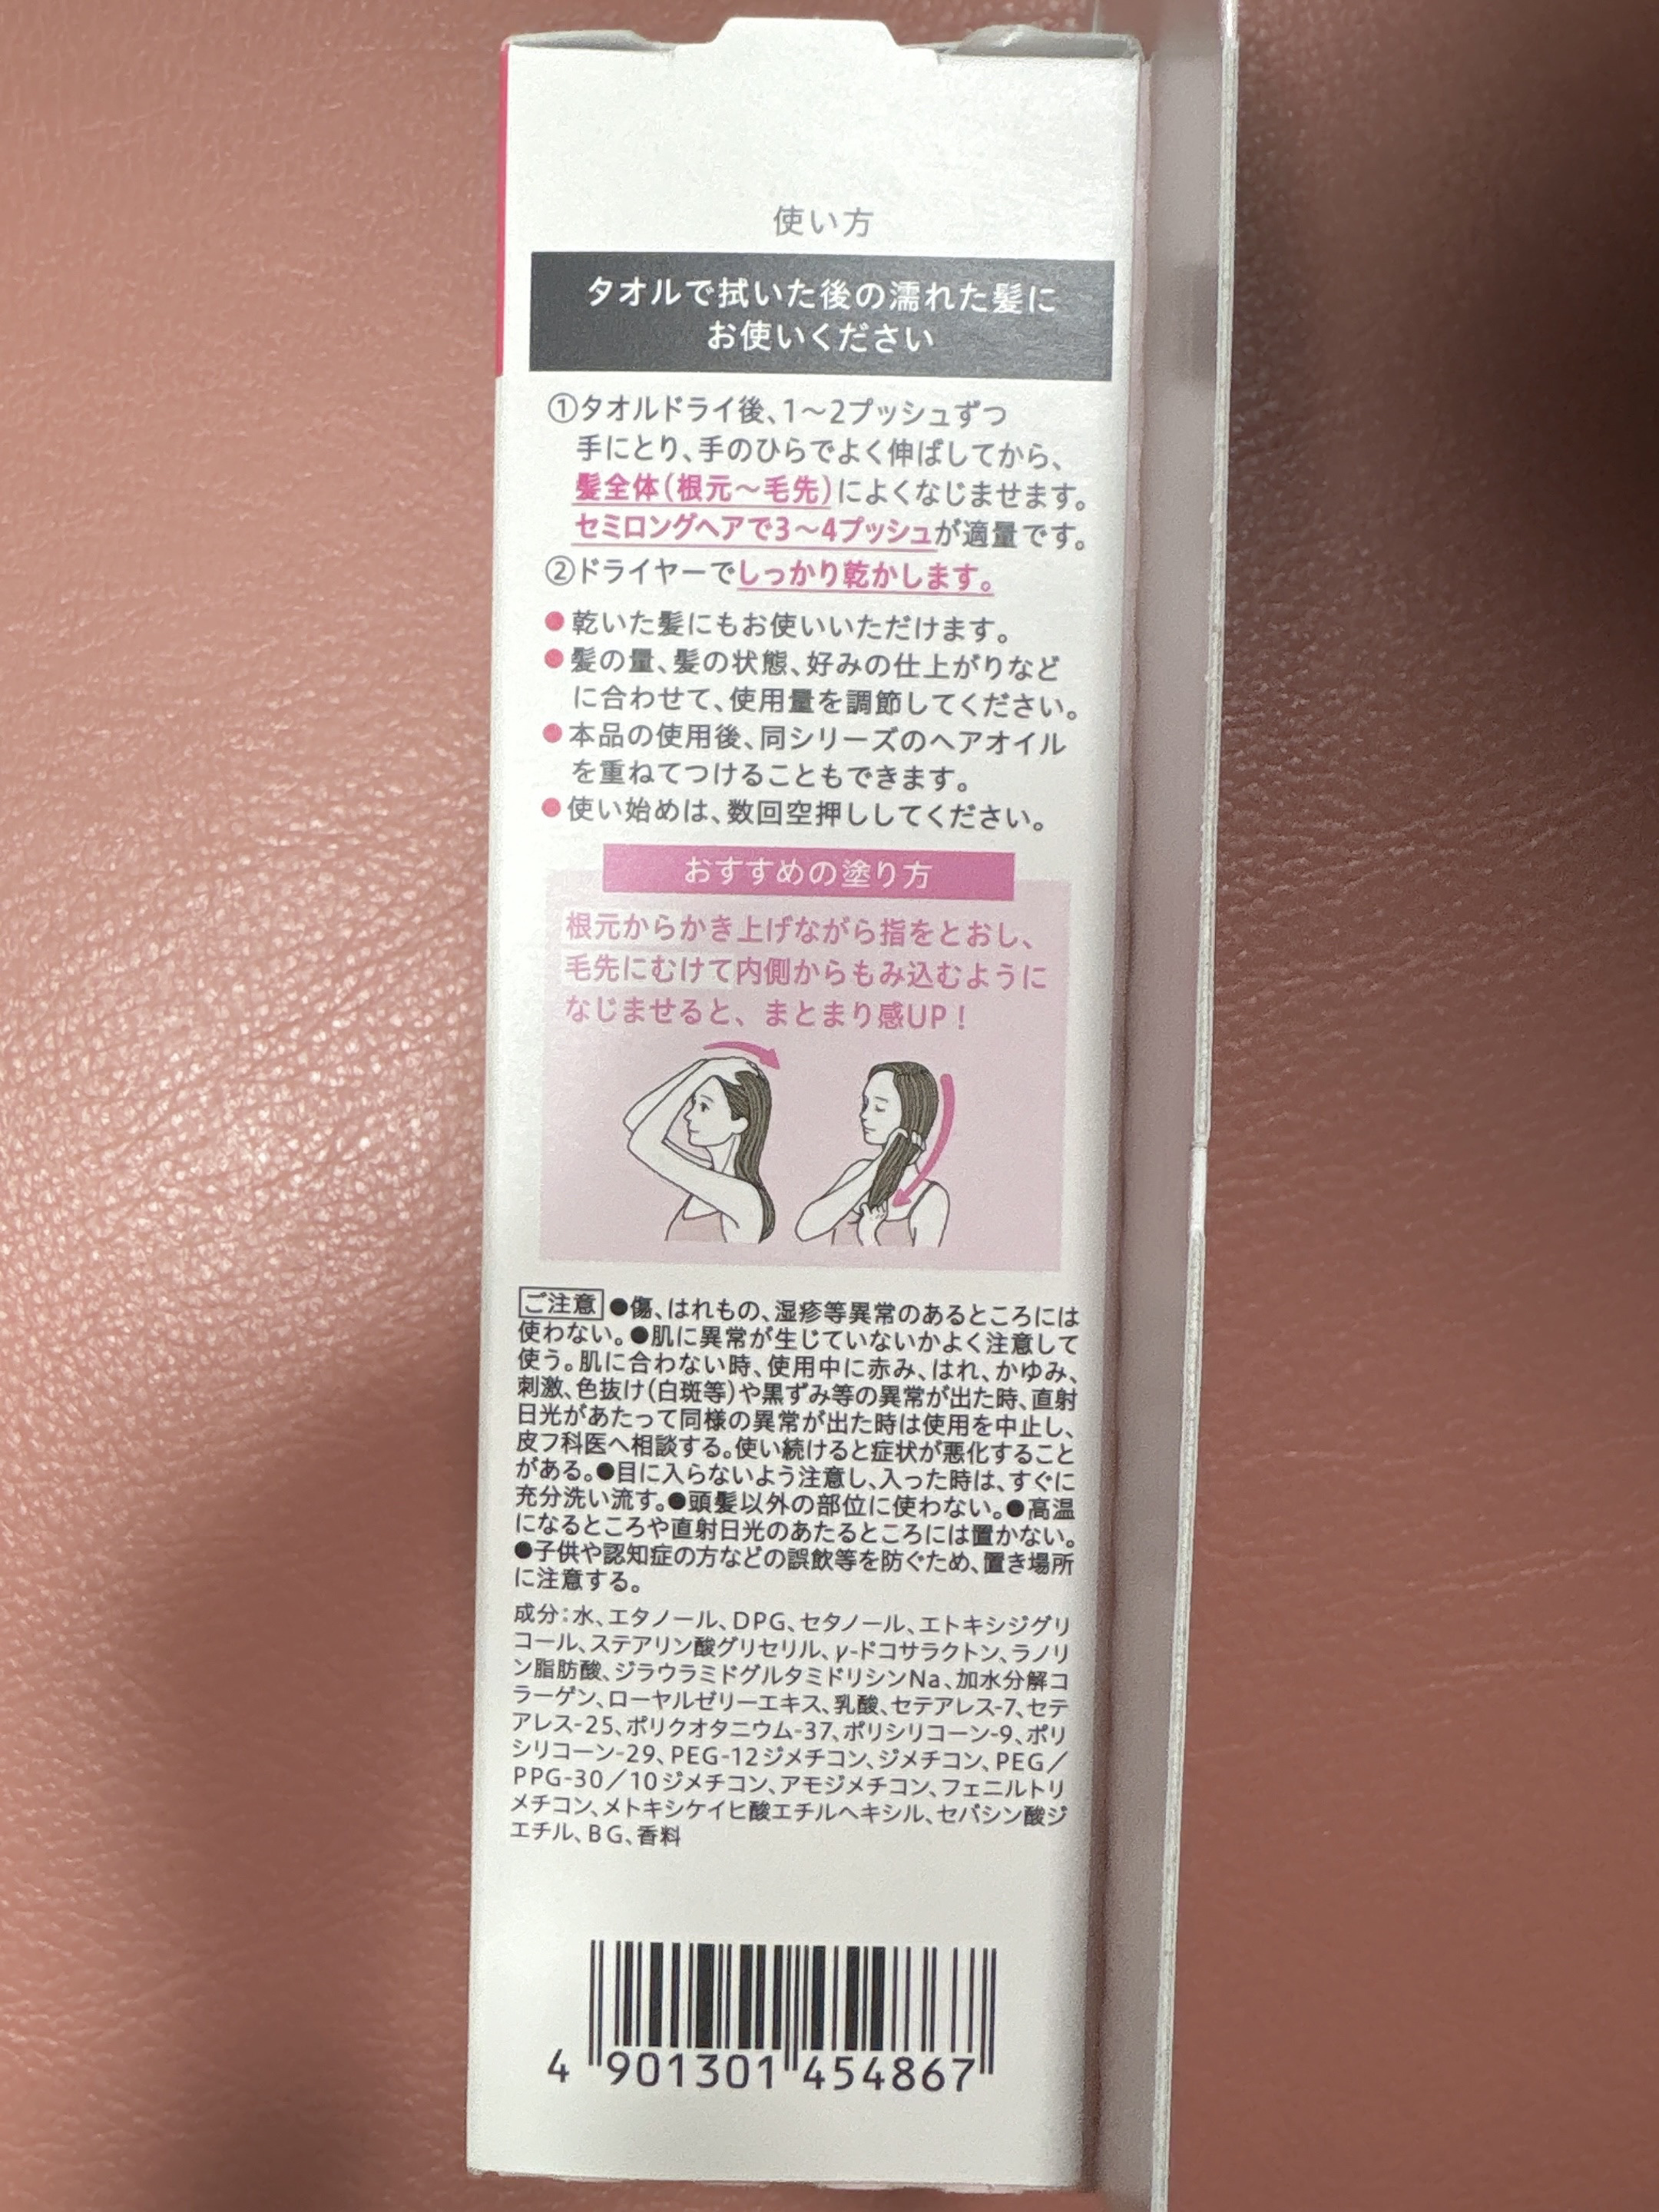 使い方
タオルで拭いた後の濡れた髪に
お使いください
①タオルドライ後、1～2プッシュずつ
手にとり、手のひらでよく伸ばしてから、
髪全体(根元～毛先)によくなじませます。
セミロングヘアで3～4プッシュが適量です。
②ドライヤーでしっかり乾かします。
●乾いた髪にもお使いいただけます。
●髪の量、髪の状態、好みの仕上がりなど
に合わせて、使用量を調節してください。
●本品の使用後、同シリーズのヘアオイル
を重ねてつけることもできます。
●使い始めは、数回空押ししてください。
おすすめの塗り方
根元からかき上げながら指をとおし、
毛先にむけて内側からもみ込むように
なじませると、まとまり感UP！
ご注意 ●傷、はれもの、湿疹等異常のあるところには
使わない。●肌に異常が生じていないかよく注意して
使う。肌に合わない時、使用中に赤み、はれ、かゆみ、
刺激、色抜け(白斑等)や黒ずみ等の異常が出た時、直射
日光があたって同様の異常が出た時は使用を中止し、
皮フ科医へ相談する。使い続けると症状が悪化すること
がある。●目に入らないよう注意し、入った時は、すぐに
充分洗い流す。●頭髪以外の部位に使わない。●高温
になるところや直射日光のあたるところには置かない。
●子供や認知症の方などの誤飲等を防ぐため、置き場所
に注意する。
成分：水、エタノール、DPG、セタノール、エトキシジグリ
コール、ステアリン酸グリセリル、γ-ドコサラクトン、ラノリ
ン脂肪酸、ジラウラミドグルタミドリシンNa、加水分解コ
ラーゲン、ローヤルゼリーエキス、乳酸、セテアレス-7、セテ
アレス-25、ポリクオタニウム-37、ポリシリコーン-9、ポリ
シリコーン-29、PEG-12ジメチコン、ジメチコン、PEG／
PPG-30／10ジメチコン、アモジメチコン、フェニルトリ
メチコン、メトキシケイヒ酸エチルヘキシル、セバシン酸ジ
エチル、BG、香料
4 901301 454867